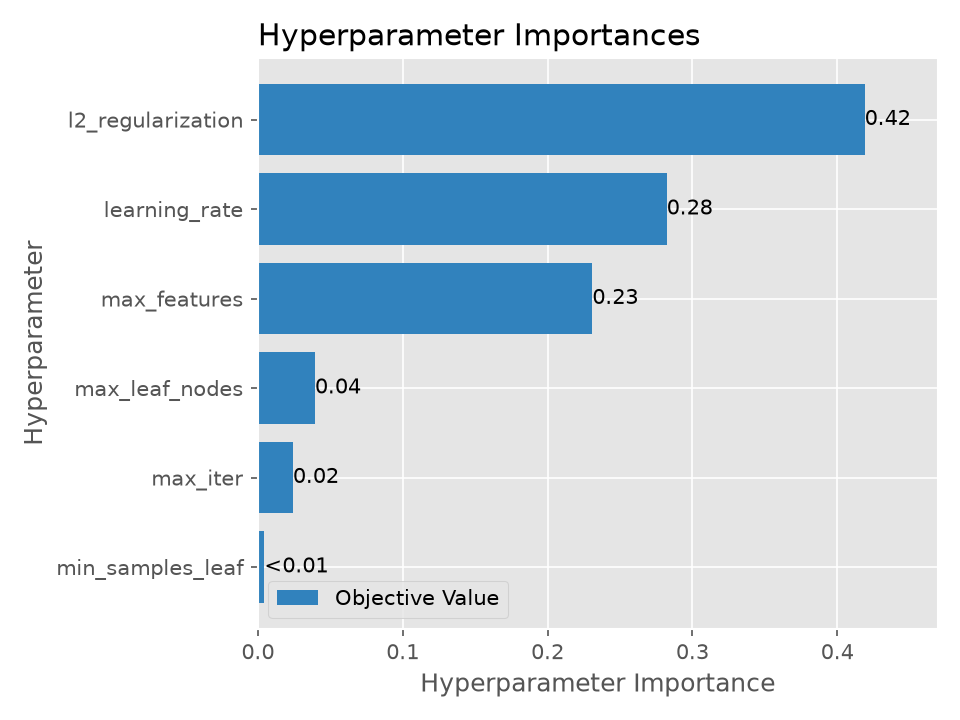 Hyperparameter Importances
Hyperparameter
l2_regularization
0.42
learning_rate
0.28
max_features
0.23
max_leaf_nodes
0.04
max_iter
0.02
min_samples_leaf
<0.01
Objective Value
0.0 0.1 0.2 0.3 0.4
Hyperparameter Importance